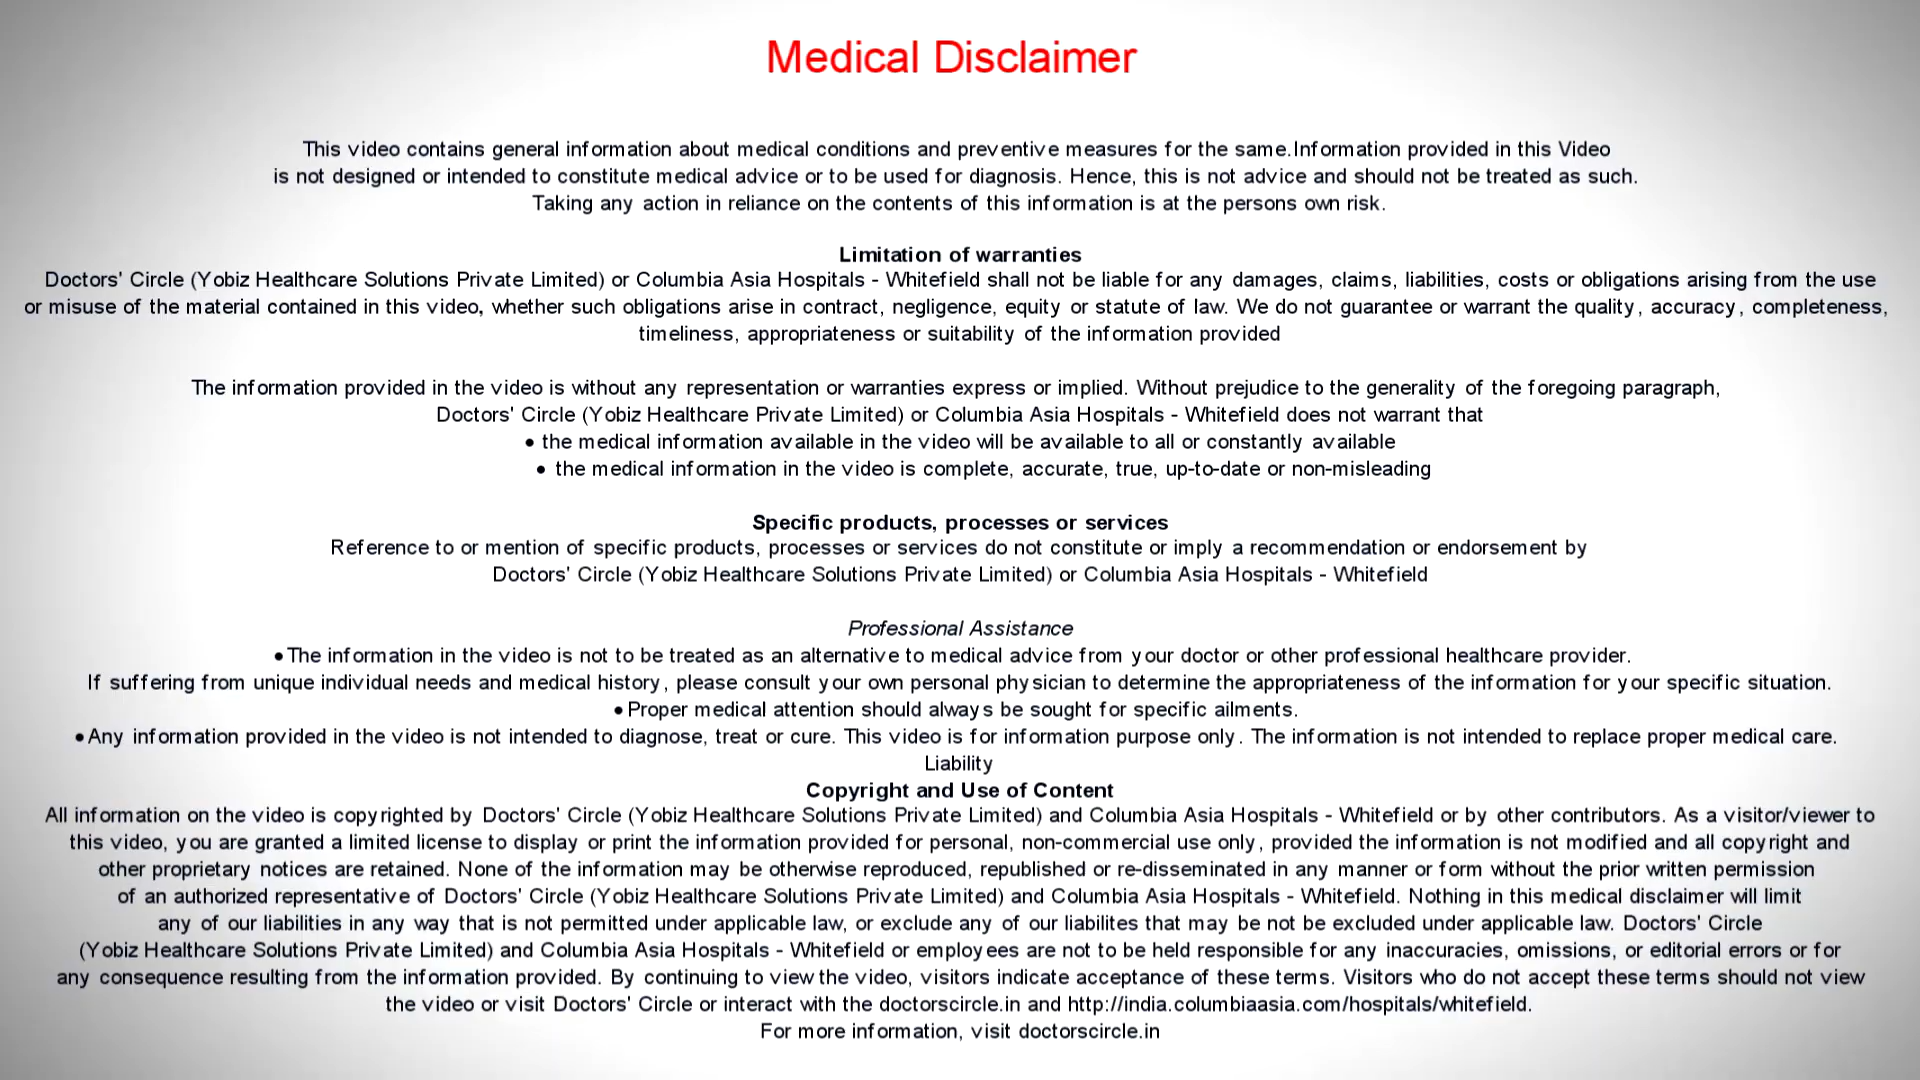 Medical Disclaimer
This video contains general information about medical conditions and preventive measures for the same.Information provided in this Video
is not designed or intended to constitute medical advice or to be used for diagnosis. Hence, this is not advice and should not be treated as such.
Taking any action in reliance on the contents of this information is at the persons own risk.
Limitation of warranties
Doctors' Circle (Yobiz Healthcare Solutions Private Limited) or Columbia Asia Hospitals - Whitefield shall not be liable for any damages, claims, liabilities, costs or obligations arising from the use
or misuse of the material contained in this video, whether such obligations arise in contract, negligence, equity or statute of law. We do not guarantee or warrant the quality, accuracy, completeness,
timeliness, appropriateness or suitability of the information provided
The information provided in the video is without any representation or warranties express or implied. Without prejudice to the generality of the foregoing paragraph,
Doctors' Circle (Yobiz Healthcare Private Limited) or Columbia Asia Hospitals - Whitefield does not warrant that
• the medical information available in the video will be available to all or constantly available
• the medical information in the video is complete, accurate, true, up-to-date or non-misleading
Specific products, processes or services
Reference to or mention of specific products, processes or services do not constitute or imply a recommendation or endorsement by
Doctors' Circle (Yobiz Healthcare Solutions Private Limited) or Columbia Asia Hospitals - Whitefield
Professional Assistance
•The information in the video is not to be treated as an alternative to medical advice from your doctor or other professional healthcare provider.
If suffering from unique individual needs and medical history, please consult your own personal physician to determine the appropriateness of the information for your specific situation.
•Proper medical attention should always be sought for specific ailments.
•Any information provided in the video is not intended to diagnose, treat or cure. This video is for information purpose only. The information is not intended to replace proper medical care.
Liability
Copyright and Use of Content
All information on the video is copyrighted by Doctors' Circle (Yobiz Healthcare Solutions Private Limited) and Columbia Asia Hospitals - Whitefield or by other contributors. As a visitor/viewer to
this video, you are granted a limited license to display or print the information provided for personal, non-commercial use only, provided the information is not modified and all copyright and
other proprietary notices are retained. None of the information may be otherwise reproduced, republished or re-disseminated in any manner or form without the prior written permission
of an authorized representative of Doctors' Circle (Yobiz Healthcare Solutions Private Limited) and Columbia Asia Hospitals - Whitefield. Nothing in this medical disclaimer will limit
any of our liabilities in any way that is not permitted under applicable law, or exclude any of our liabilites that may be not be excluded under applicable law. Doctors' Circle
(Yobiz Healthcare Solutions Private Limited) and Columbia Asia Hospitals - Whitefield or employees are not to be held responsible for any inaccuracies, omissions, or editorial errors or for
any consequence resulting from the information provided. By continuing to view the video, visitors indicate acceptance of these terms. Visitors who do not accept these terms should not view
the video or visit Doctors' Circle or interact with the doctorscircle.in and http://india.columbiaasia.com/hospitals/whitefield.
For more information, visit doctorscircle.in